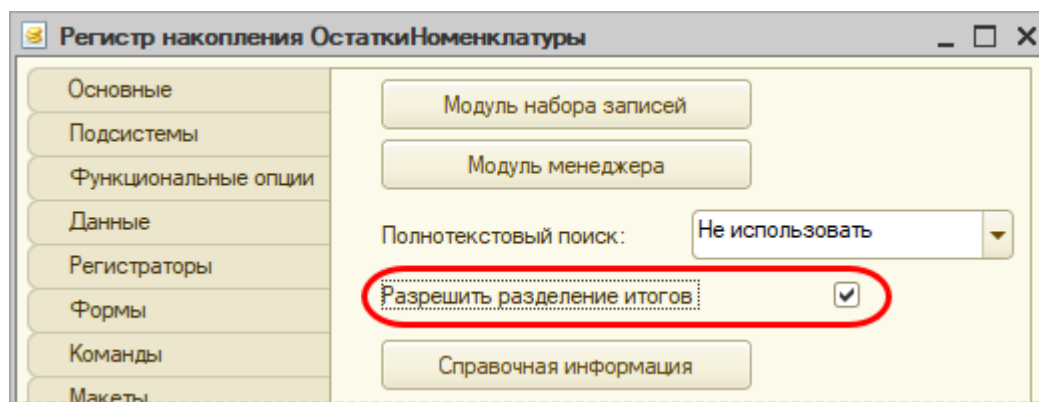 Регистр накопления ОстаткиНоменклатуры
Основные
Подсистемы
Функциональные опции
Данные
Регистраторы
Формы
Команды
Макеты
Модуль набора записей
Модуль менеджера
Полнотекстовый поиск: Не использовать
Разрешить разделение итогов
Справочная информация